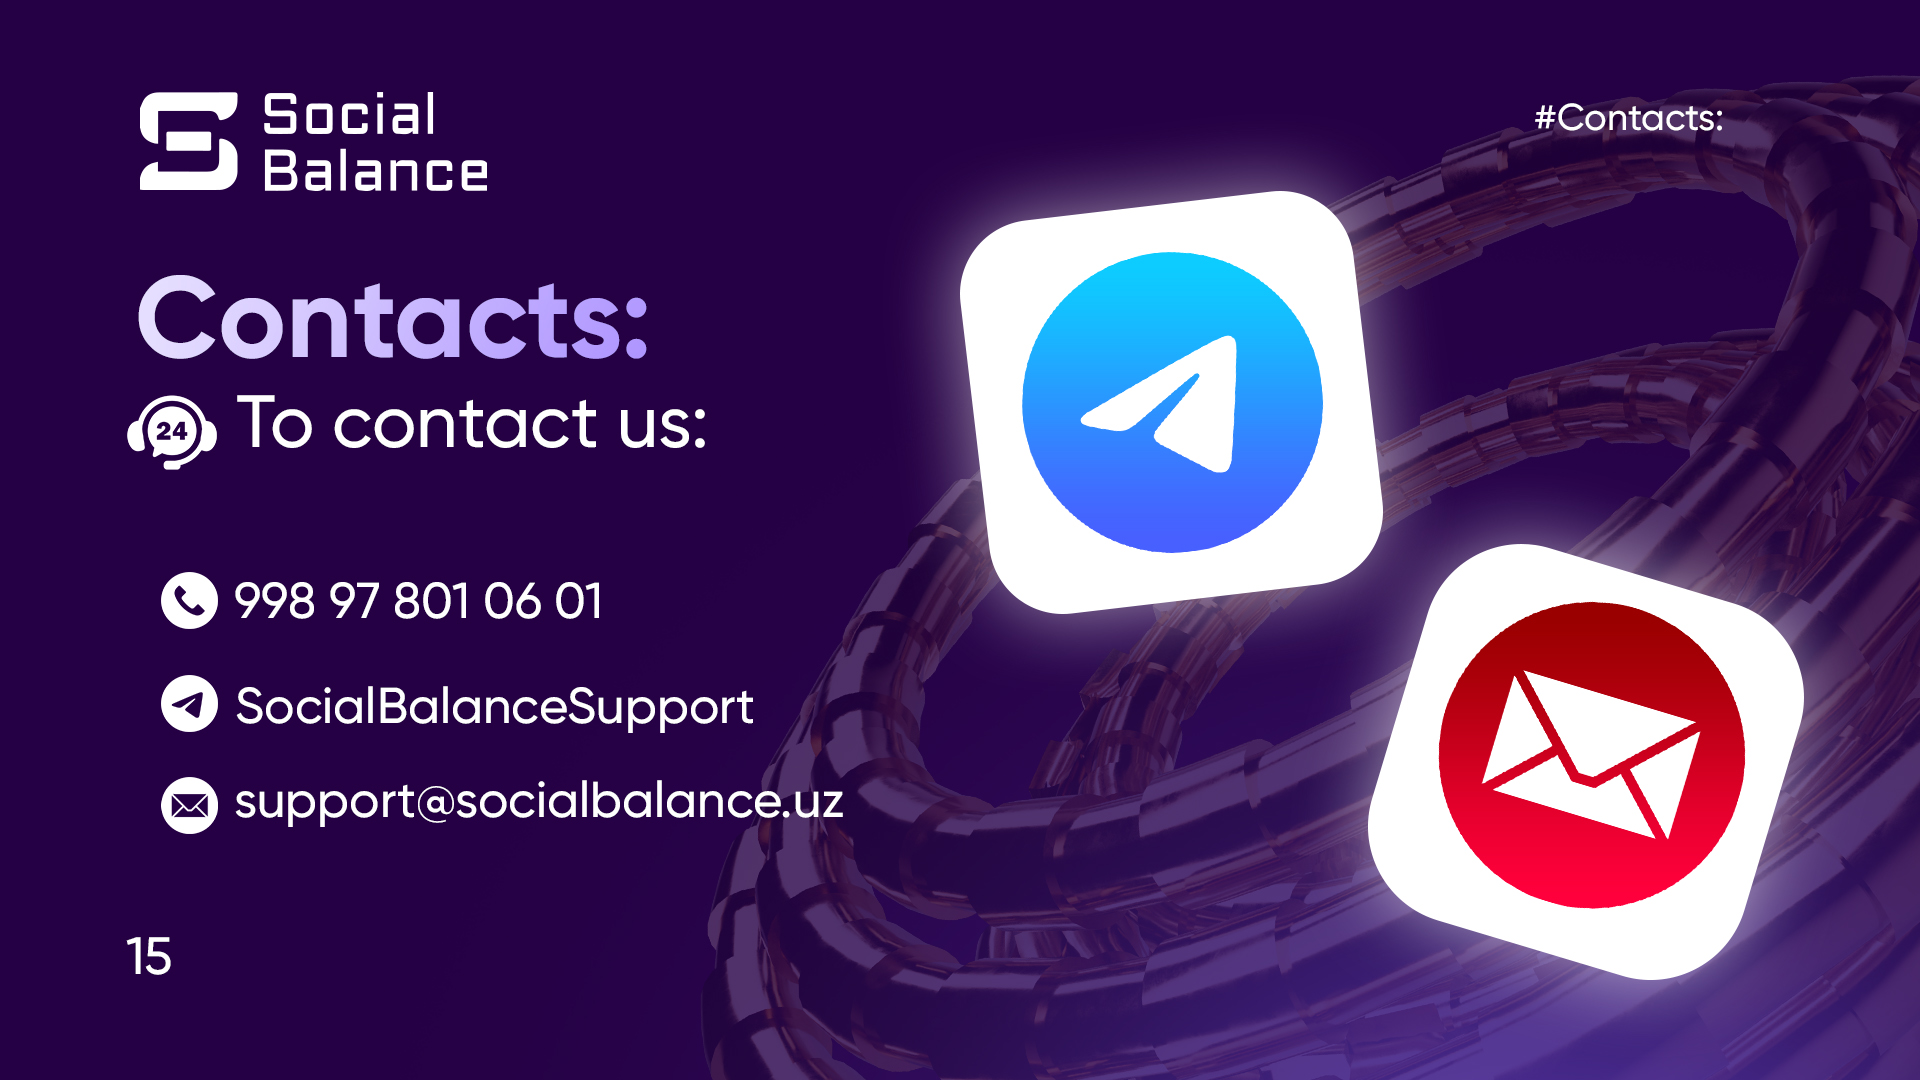 Social
Balance
#Contacts:
Contacts:
24
To contact us:
998 97 801 06 01
SocialBalanceSupport
support@socialbalance.uz
15